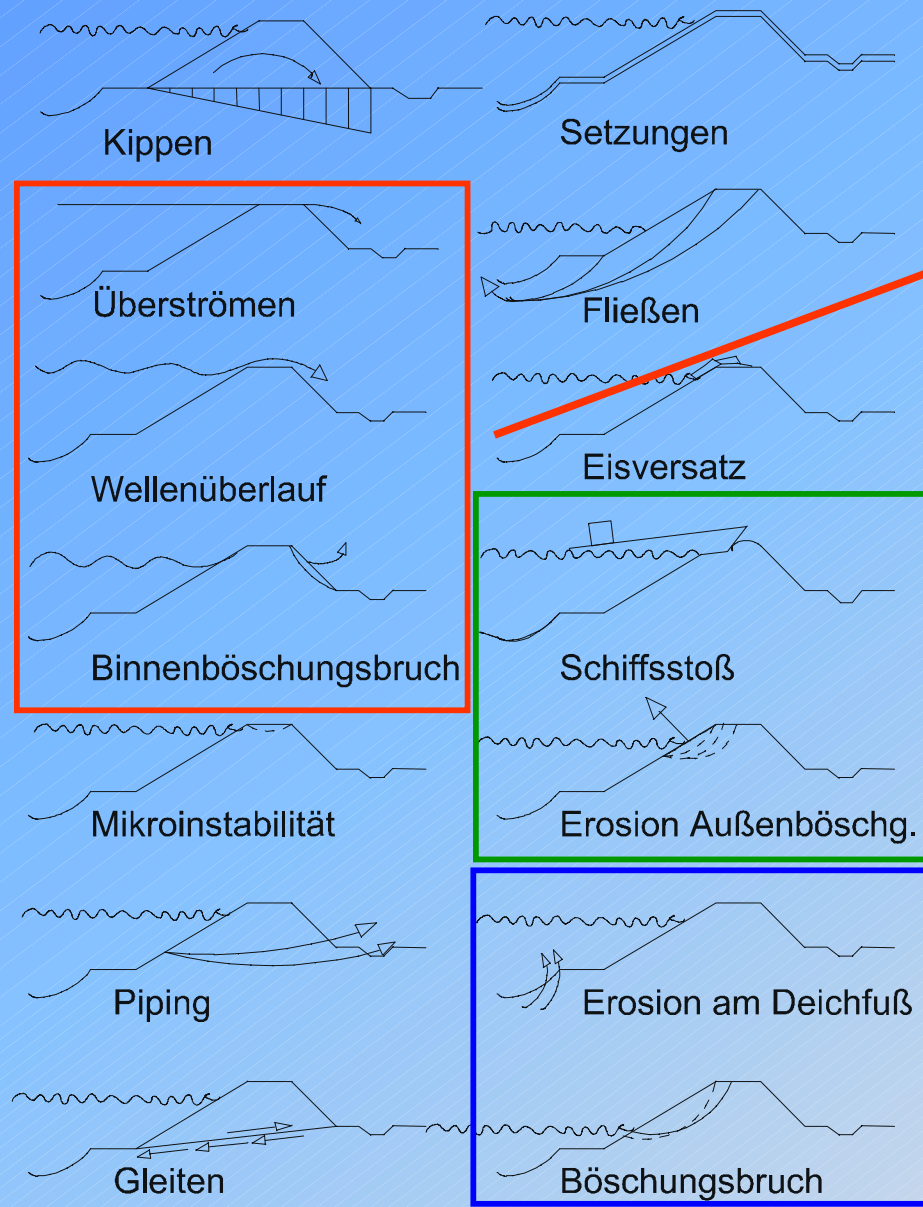 Kippen
Setzungen
Überströmen
Fließen
Wellenüberlauf
Eisversatz
Binnenböschungsbruch
Schiffsstoß
Mikroinstabilität
Erosion Außenböschg.
Piping
Erosion am Deichfuß
Gleiten
Böschungsbruch